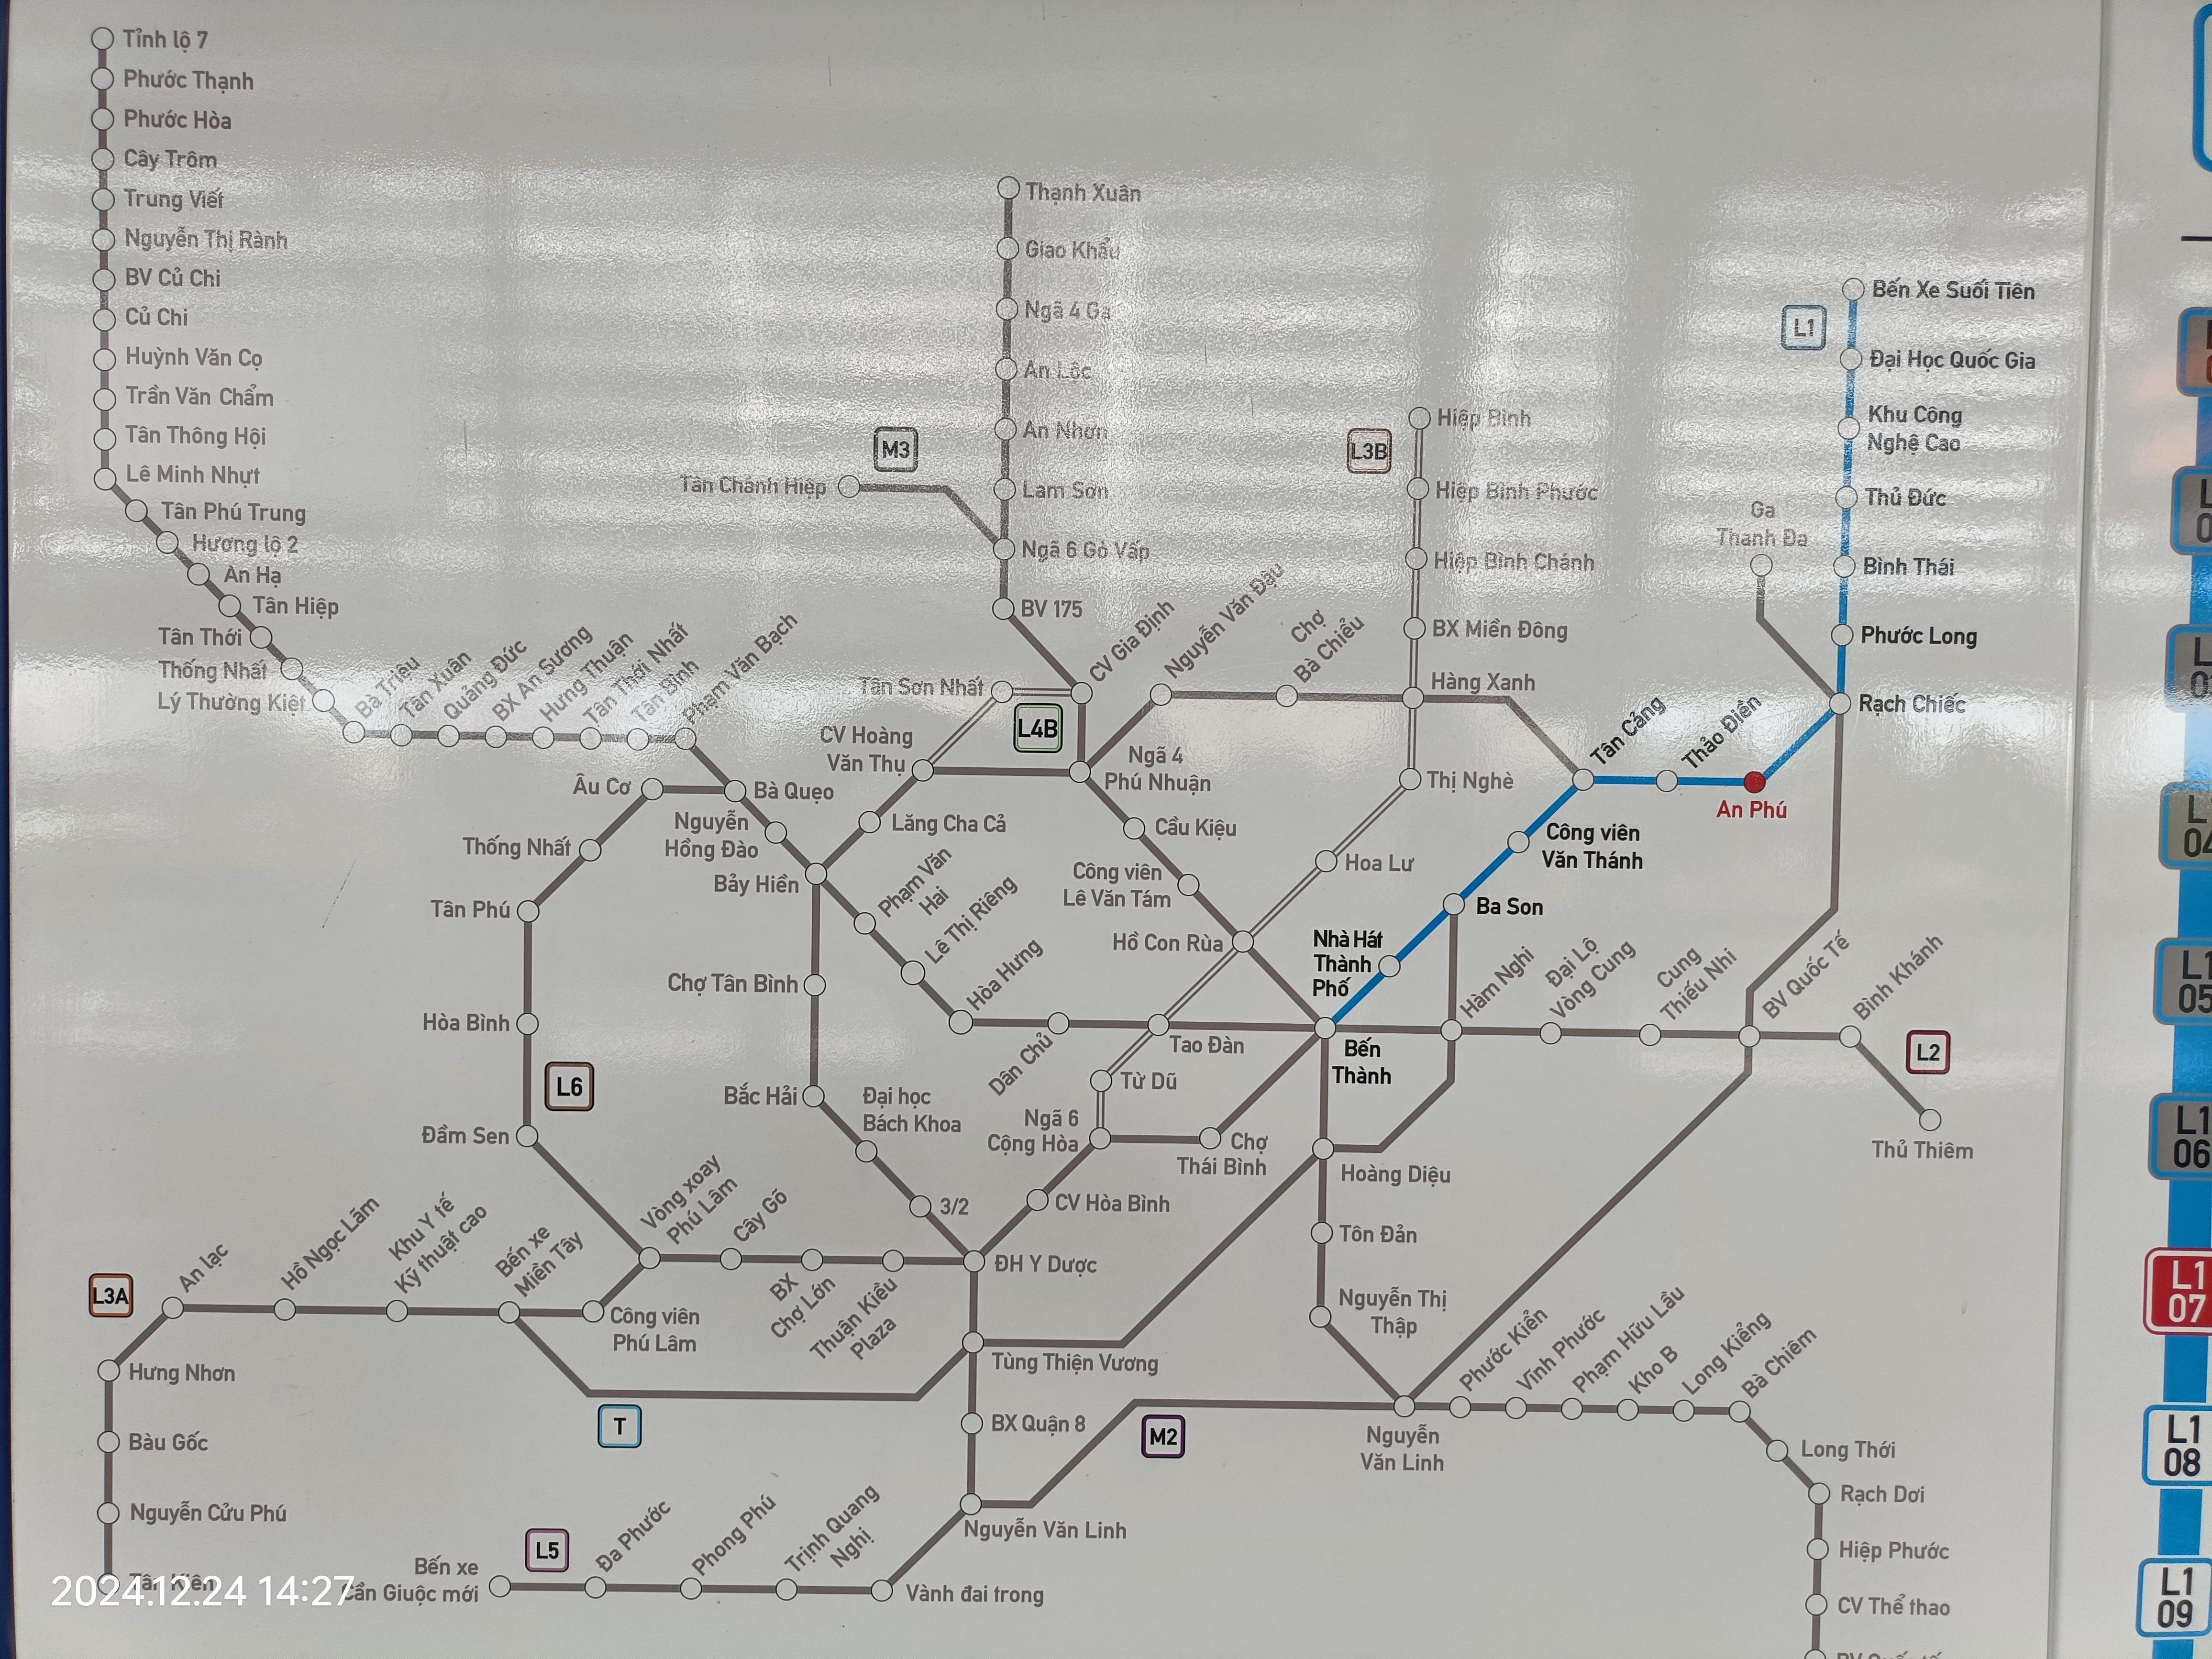 Tỉnh lộ 7
Phước Thạnh
Phước Hòa
Cây Trôm
Trung Viết
Nguyễn Thị Rành
BV Củ Chi
Củ Chi
Huỳnh Văn Cọ
Trần Văn Chẩm
Tân Thông Hội
Lê Minh Nhựt
Tân Phú Trung
Hương lộ 2
An Hạ
Tân Hiệp
Tân Thới
Thống Nhất
Lý Thường Kiệt
Bà Triệu
Tân Xuân
Quảng Đức
BX An Sương
Hưng Thuận
Tân Thới Nhất
Tân Bình
Phạm Văn Bạch
Thạnh Xuân
Giao Khẩu
Ngã 4 Ga
An Lộc
An Nhơn
Lam Sơn
M3
Tân Chánh Hiệp
Ngã 6 Gò Vấp
BV 175
CV Gia Định
Nguyễn Văn Đậu
Chợ
Bà Chiểu
L3B
Hiệp Bình
Hiệp Bình Phước
Hiệp Bình Chánh
BX Miền Đông
Hàng Xanh
L1
Bến Xe Suối Tiên
Đại Học Quốc Gia
Khu Công
Nghệ Cao
Thủ Đức
Bình Thái
Phước Long
Rạch Chiếc
Ga
Thanh Đa
Tân Cảng
Thảo Điền
An Phú
Tân Sơn Nhất
L4B
CV Hoàng
Văn Thụ
Ngã 4
Phú Nhuận
Thị Nghè
Âu Cơ
Bà Quẹo
Nguyễn
Hồng Đào
Lăng Cha Cả
Cầu Kiệu
Công viên
Văn Thánh
Thống Nhất
Bảy Hiền
Phạm Văn
Hai
Lê Thị Riêng
Công viên
Lê Văn Tám
Hoa Lư
Ba Son
Tân Phú
Hồ Con Rùa
Nhà Hát
Thành
Phố
Chợ Tân Bình
Hòa Hưng
Hàm Nghi
Đại Lộ
Vòng Cung
Cung
Thiếu Nhi
BV Quốc Tế
Bình Khánh
Hòa Bình
Dân Chủ
Tao Đàn
Bến
Thành
L2
L6
Bắc Hải
Đại học
Bách Khoa
Từ Dũ
Ngã 6
Cộng Hòa
Chợ
Thái Bình
Thủ Thiêm
Đầm Sen
Hoàng Diệu
3/2
CV Hòa Bình
Vòng xoay
Phú Lâm
Cây Gõ
BX
Chợ Lớn
Thuận Kiều
Plaza
ĐH Y Dược
Tôn Đản
L3A
An lạc
Hồ Ngọc Lãm
Khu Y tế
Kỹ thuật cao
Bến xe
Miền Tây
Công viên
Phú Lâm
Nguyễn Thị
Thập
Hưng Nhơn
Tùng Thiện Vương
Phước Kiển
Vĩnh Phước
Phạm Hữu Lầu
Kho B
Long Kiểng
Bà Chiêm
T
BX Quận 8
M2
Nguyễn
Văn Linh
Bàu Gốc
Long Thới
Nguyễn Cửu Phú
Rạch Dơi
Nguyễn Văn Linh
L5
Đa Phước
Phong Phú
Trịnh Quang
Nghị
Bến xe
Cần Giuộc mới
Vành đai trong
Hiệp Phước
CV Thể thao
Tân Kiên
2024.12.24 14:27
04
L1
05
L1
06
L1
07
L1
08
L1
09